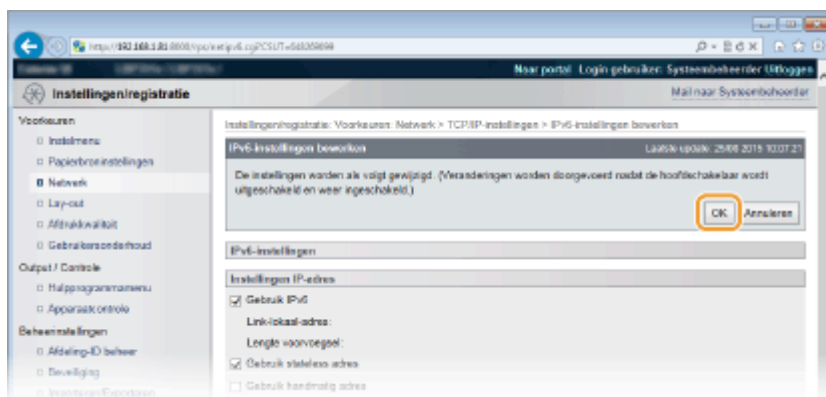 Naar portal Login gebruiker: Systeembeheerder Uitloggen
Instellingen/registratie
Mail naar Systeembeheerder
Voorkeuren
Instelmenu
Papierbroninstellingen
Netwerk
Lay-out
Afdrukkwaliteit
Gebruikersonderhoud
Output / Controle
Hulpprogrammamenu
Apparaatcontrole
Beheerinstellingen
Afdeling-ID beheer
Beveiliging
Importeren/Exporteren
Instellingen/registratie: Voorkeuren: Netwerk > TCP/IP-instellingen > IPv6-instellingen bewerken
IPv6-instellingen bewerken
Laatste update: 10:07:21
De instellingen worden als volgt gewijzigd. (Veranderingen worden doorgevoerd nadat de hoofdschakelaar wordt
uitgeschakeld en weer ingeschakeld.)
OK Annuleren
IPv6-instellingen
Instellingen IP-adres
Gebruik IPv6
Link-lokaal-adres:
Lengte voorvoegsel:
Gebruik stateless adres
Gebruik handmatig adres